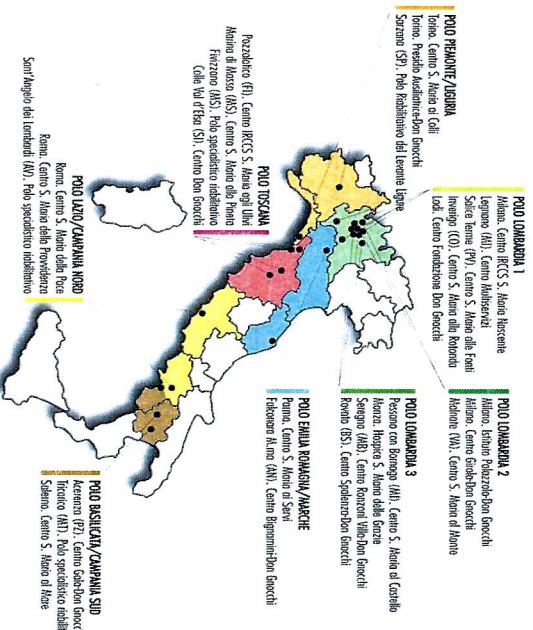 POLO PIEMONTE/LIGURIA
Torino. Centro S. Maria ai Colli
Torino. Presidio Ausiliatrice-Don Gnocchi
Sarzana (SP). Polo Riabilitativo del Levante Ligure
POLO LOMBARDIA 1
Milano. Centro IRCCS S. Maria Nascente
Legnano (MI). Centro Multiservizi
Salice Terme (PV). Centro S. Maria alle Fonti
Inverigo (CO). Centro S. Maria alla Rotonda
Lodi. Centro Fondazione Don Gnocchi
POLO LOMBARDIA 2
Milano. Istituto Palazzolo-Don Gnocchi
Milano. Centro Girola-Don Gnocchi
Malnate (VA). Centro S. Maria al Monte
POLO LOMBARDIA 3
Pessano con Bornago (MI). Centro S. Maria al Castello
Monza. Hospice S. Maria delle Grazie
Seregno (MB). Centro Ronzoni Villa-Don Gnocchi
Rovato (BS). Centro Spalenza-Don Gnocchi
POLO EMILIA ROMAGNA/MARCHE
Parma. Centro S. Maria ai Servi
Falconara M.ma (AN). Centro Bignamini-Don Gnocchi
POLO TOSCANA
Pozzolatico (FI). Centro IRCCS S. Maria agli Ulivi
Marina di Massa (MS). Centro S. Maria alla Pineta
Fivizzano (MS). Polo specialistico riabilitativo
Colle Val d'Elsa (SI). Centro Don Gnocchi
POLO LAZIO/CAMPANIA NORD
Roma. Centro S. Maria della Pace
Roma. Centro S. Maria della Provvidenza
Sant'Angelo dei Lombardi (AV). Polo specialistico riabilitativo
POLO BASILICATA/CAMPANIA SUD
Acerenza (PZ). Centro Gala-Don Gnocc
Tricarico (MT). Polo specialistico riabilita
Salerno. Centro S. Maria al Mare